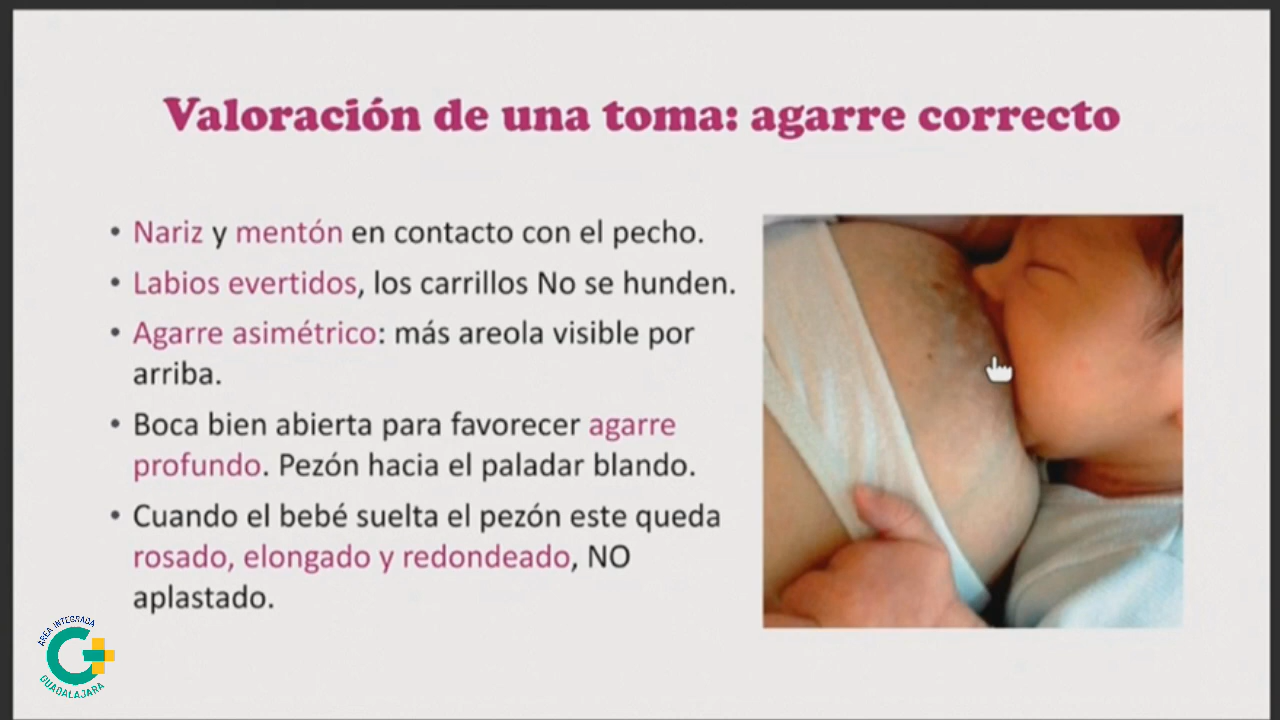 Valoración de una toma: agarre correcto
• Nariz y mentón en contacto con el pecho.
• Labios evertidos, los carrillos No se hunden.
• Agarre asimétrico: más areola visible por
arriba.
• Boca bien abierta para favorecer agarre
profundo. Pezón hacia el paladar blando.
• Cuando el bebé suelta el pezón este queda
rosado, elongado y redondeado, NO
aplastado.
ÁREA INTEGRADA
GUADALAJARA